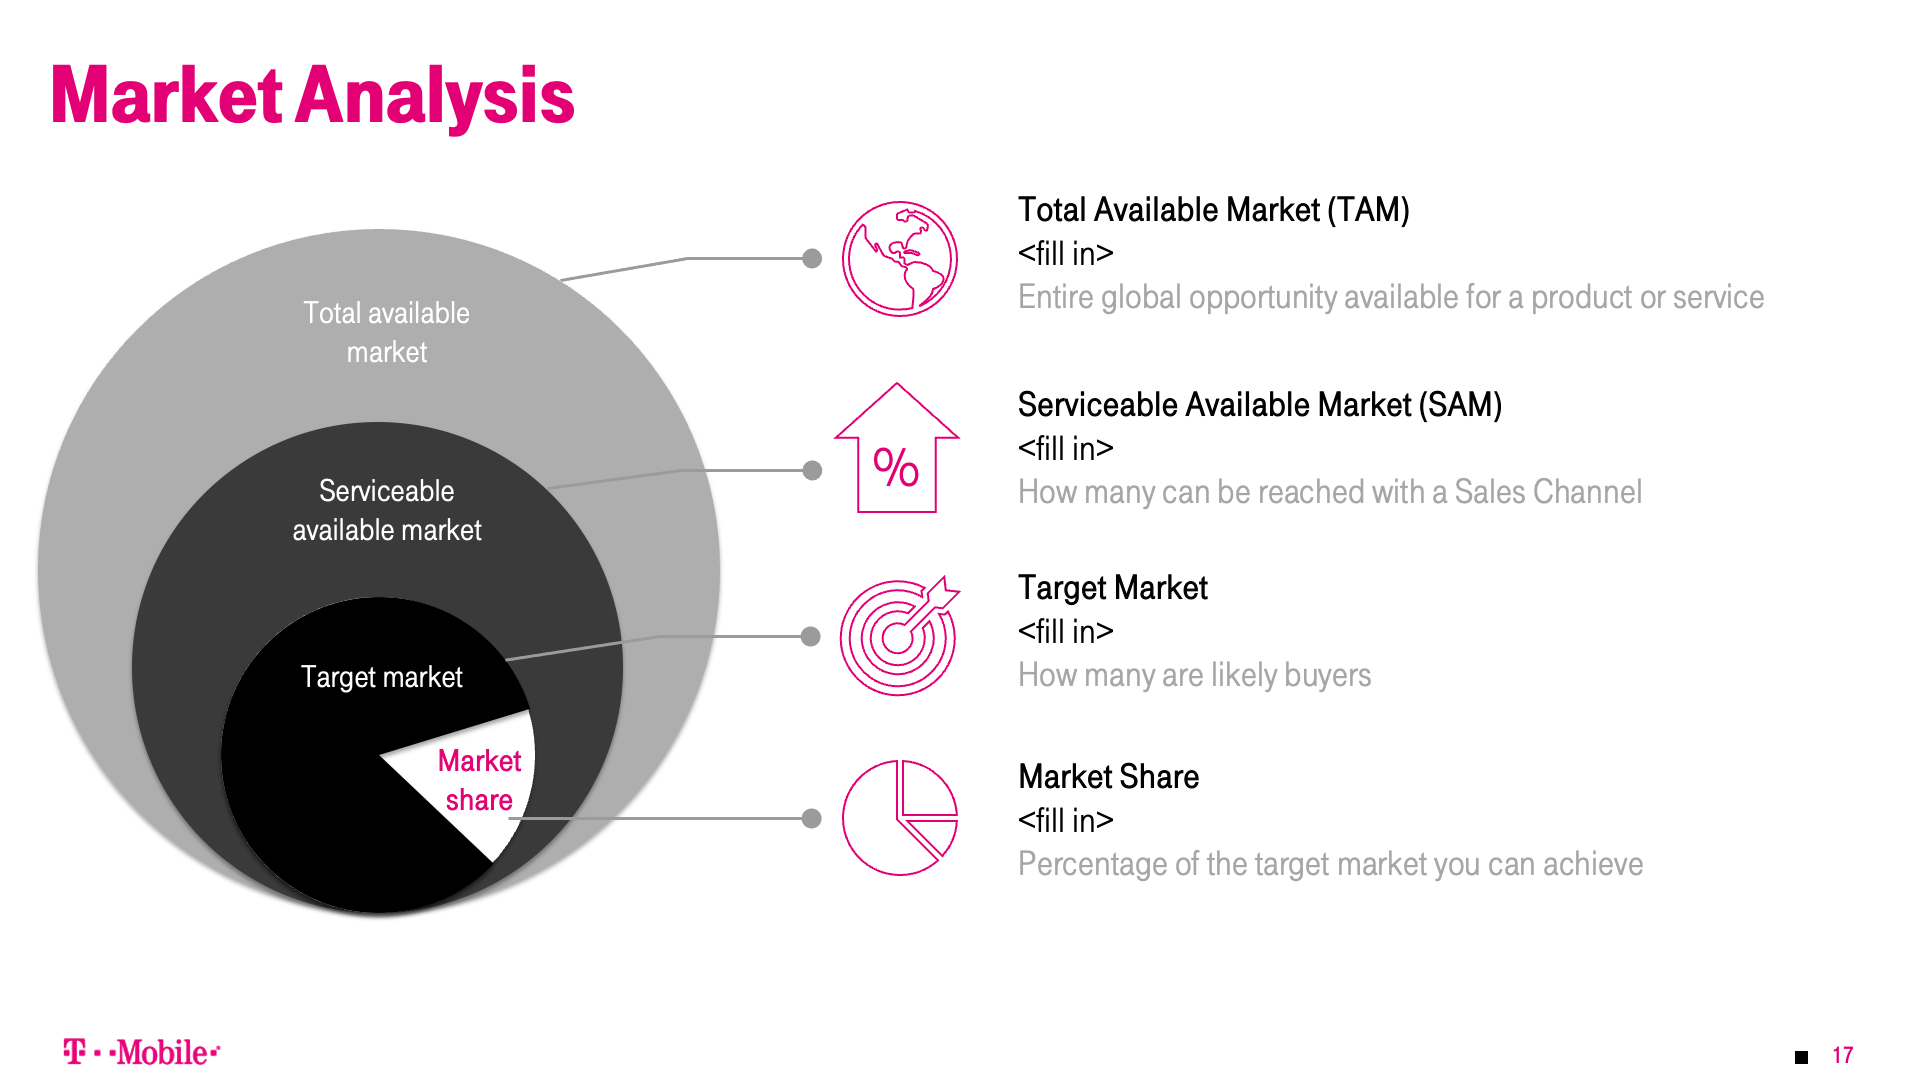 Market Analysis
Total available
market
Serviceable
available market
Target market
Market
share
%
Total Available Market (TAM)
<fill in>
Entire global opportunity available for a product or service
Serviceable Available Market (SAM)
<fill in>
How many can be reached with a Sales Channel
Target Market
<fill in>
How many are likely buyers
Market Share
<fill in>
Percentage of the target market you can achieve
T··Mobile·
17